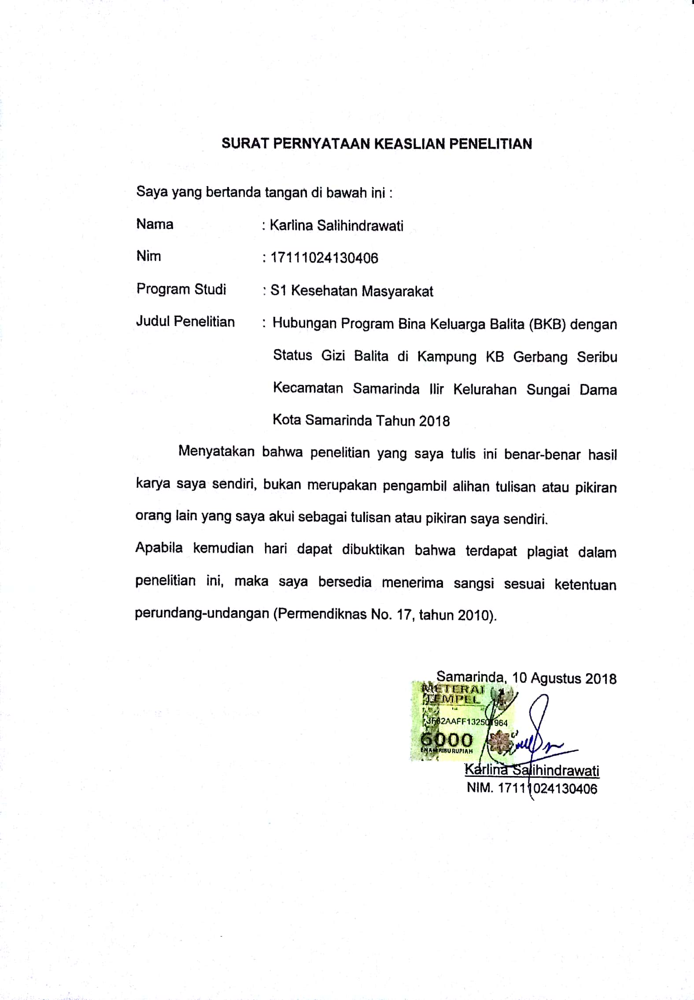 SURAT PERNYATAAN KEASLIAN PENELITIAN
Saya yang bertanda tangan di bawah ini :
Nama : Karlina Salihindrawati
Nim : 17111024130406
Program Studi : S1 Kesehatan Masyarakat
Judul Penelitian : Hubungan Program Bina Keluarga Balita (BKB) dengan
Status Gizi Balita di Kampung KB Gerbang Seribu
Kecamatan Samarinda Ilir Kelurahan Sungai Dama
Kota Samarinda Tahun 2018
Menyatakan bahwa penelitian yang saya tulis ini benar-benar hasil
karya saya sendiri, bukan merupakan pengambil alihan tulisan atau pikiran
orang lain yang saya akui sebagai tulisan atau pikiran saya sendiri.
Apabila kemudian hari dapat dibuktikan bahwa terdapat plagiat dalam
penelitian ini, maka saya bersedia menerima sangsi sesuai ketentuan
perundang-undangan (Permendiknas No. 17, tahun 2010).
Samarinda, 10 Agustus 2018
METERAI
TEMPEL
6000
ENAM RIBU RUPIAH
Karlina Salihindrawati
NIM. 17111024130406